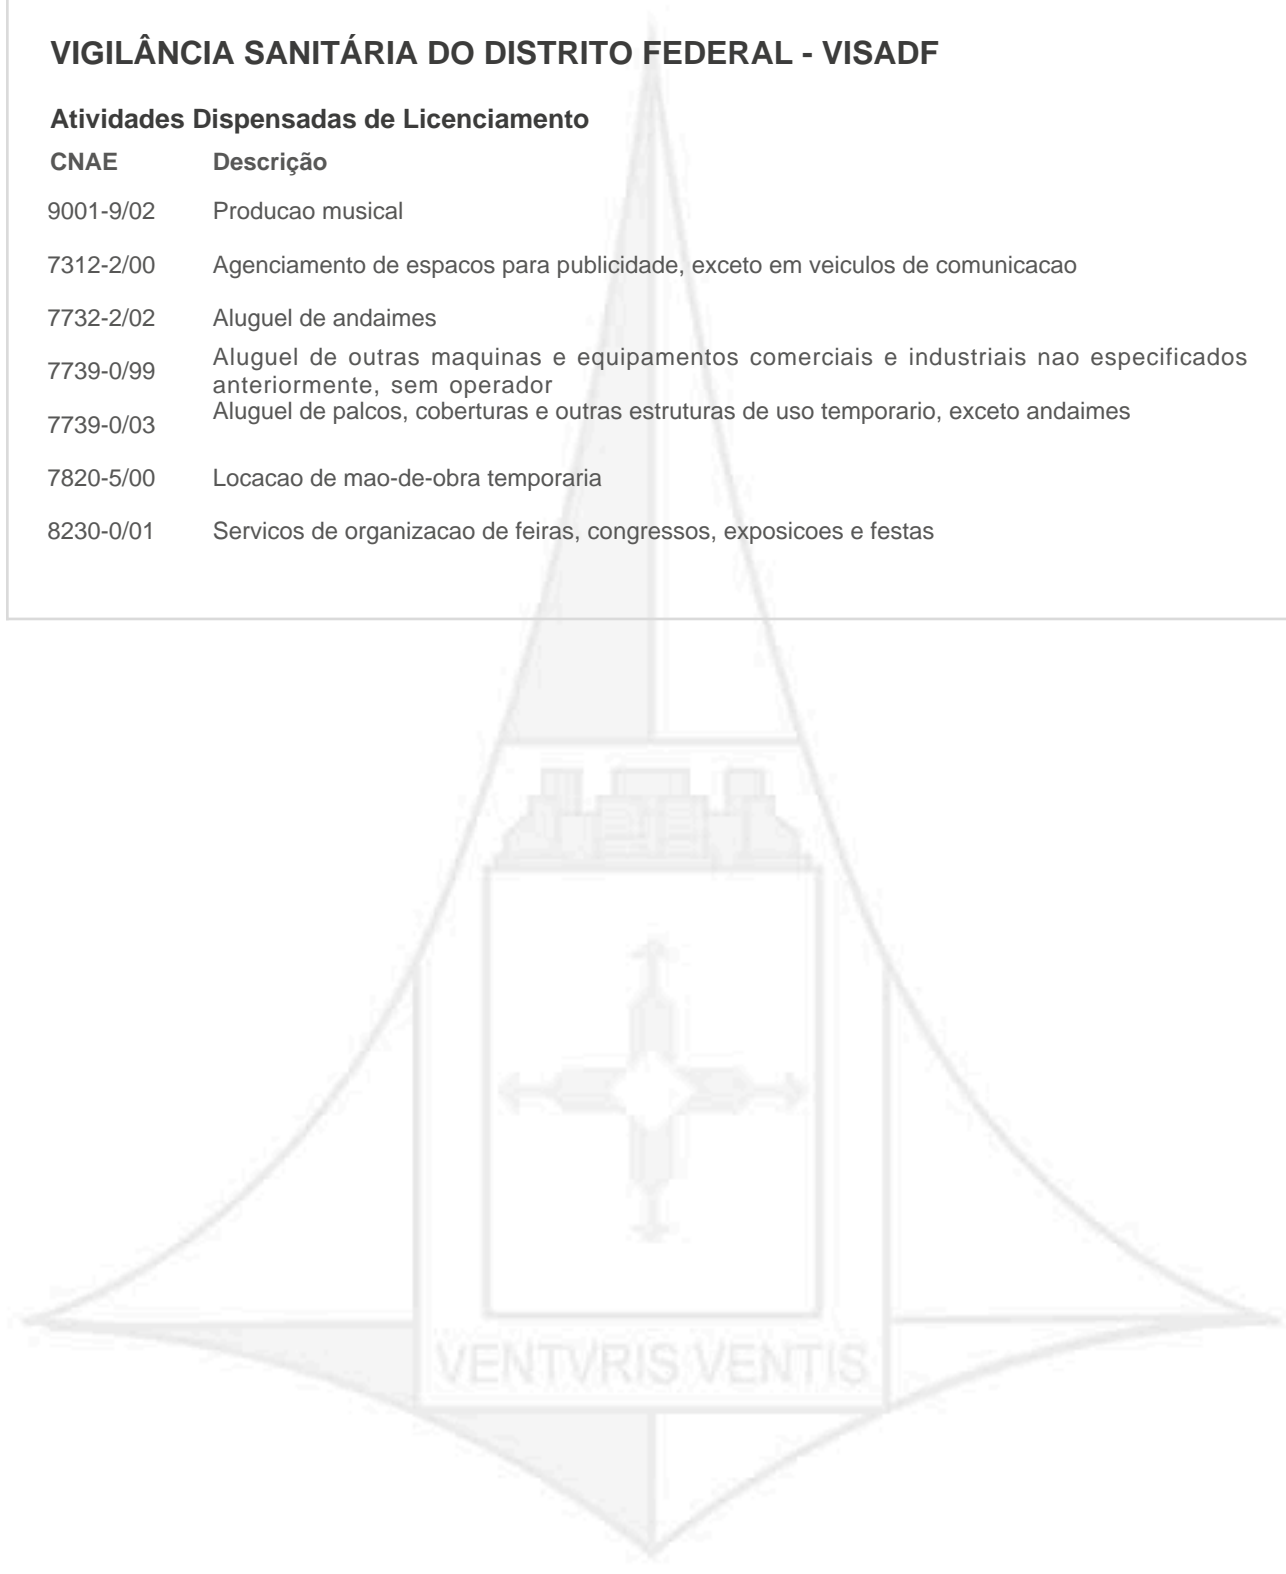 VIGILÂNCIA SANITÁRIA DO DISTRITO FEDERAL - VISADF
Atividades Dispensadas de Licenciamento
CNAE Descrição
9001-9/02 Producao musical
7312-2/00 Agenciamento de espacos para publicidade, exceto em veiculos de comunicacao
7732-2/02 Aluguel de andaimes
7739-0/99 Aluguel de outras maquinas e equipamentos comerciais e industriais nao especificados
anteriormente, sem operador
7739-0/03 Aluguel de palcos, coberturas e outras estruturas de uso temporario, exceto andaimes
7820-5/00 Locacao de mao-de-obra temporaria
8230-0/01 Servicos de organizacao de feiras, congressos, exposicoes e festas
VENTVRIS VENTIS